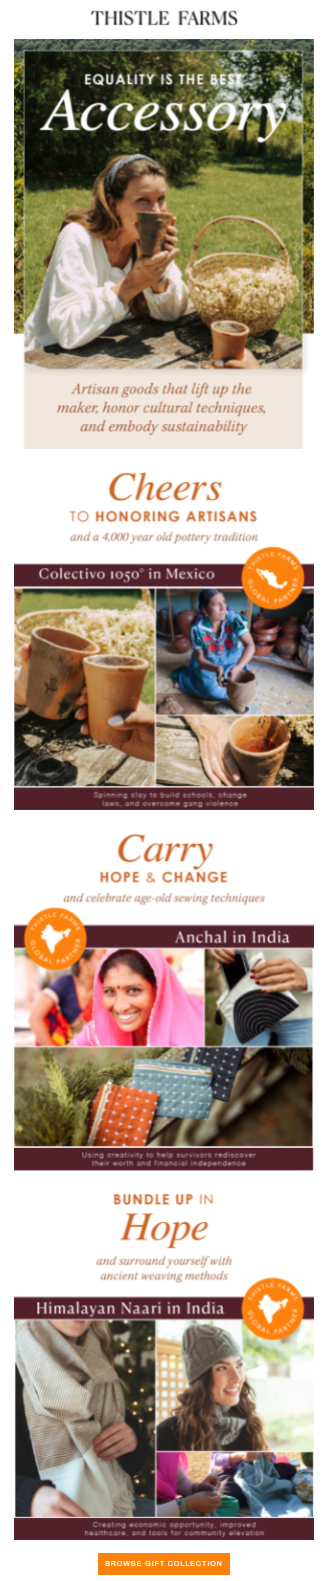 THISTLE FARMS
EQUALITY IS THE BEST
Accessory
Artisan goods that lift up the
maker, honor cultural techniques,
and embody sustainability
Cheers
TO HONORING ARTISANS
and a 4,000 year old pottery tradition
Colectivo 1050° in Mexico
THISTLE FARMS
GLOBAL PARTNER
Spinning clay to build schools, change
laws, and overcome gang violence
Carry
HOPE & CHANGE
and celebrate age-old sewing techniques
THISTLE FARMS
GLOBAL PARTNER
Anchal in India
Using creativity to help survivors rediscover
their worth and financial independence
BUNDLE UP IN
Hope
and surround yourself with
ancient weaving methods
Himalayan Naari in India
THISTLE FARMS
GLOBAL PARTNER
Creating economic opportunity, improved
healthcare, and tools for community elevation
BROWSE GIFT COLLECTION